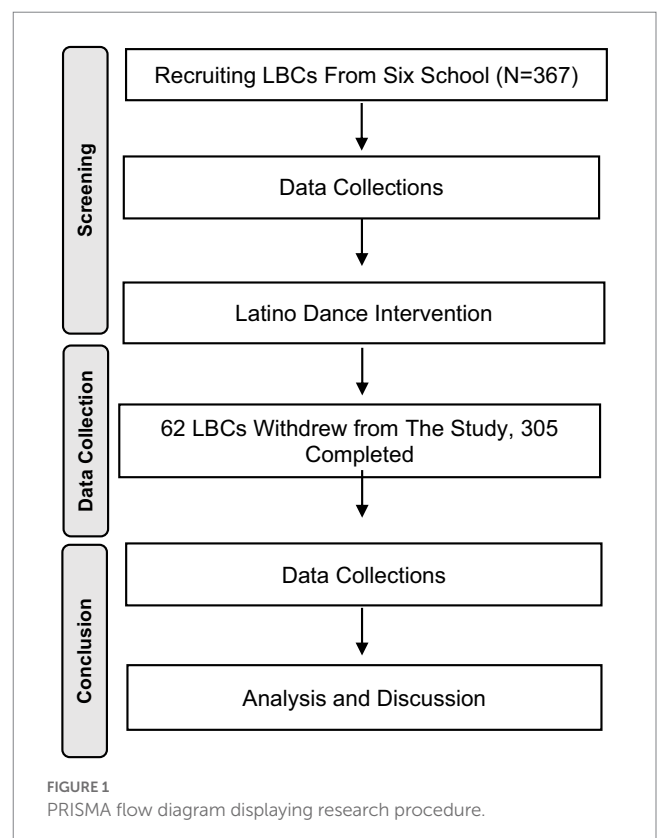 Screening
Recruiting LBCs From Six School (N=367)
Data Collections
Latino Dance Intervention
Data Collection
62 LBCs Withdrew from The Study, 305
Completed
Conclusion
Data Collections
Analysis and Discussion
FIGURE 1
PRISMA flow diagram displaying research procedure.